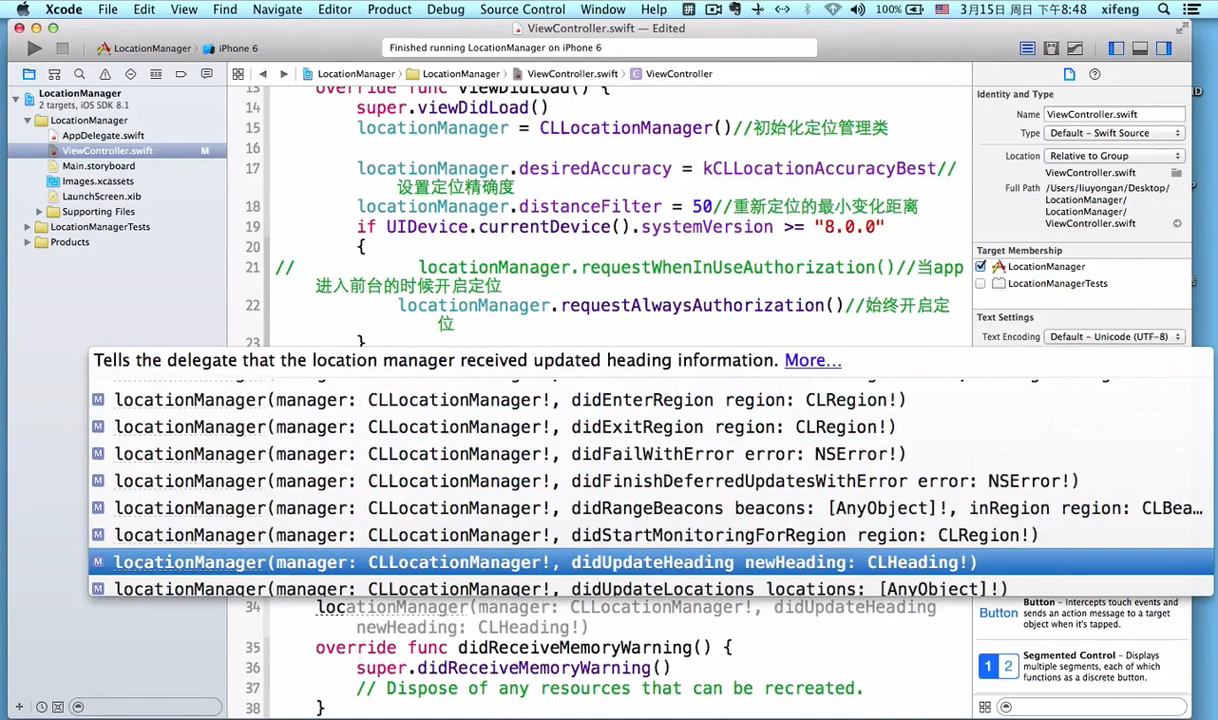 Xcode File Edit View Find Navigate Editor Product Debug Source Control Window Help 100% 3月15日 周日 下午8:48 xifeng
ViewController.swift — Edited
LocationManager iPhone 6
Finished running LocationManager on iPhone 6
LocationManager LocationManager ViewController.swift ViewController
LocationManager
2 targets, iOS SDK 8.1
LocationManager
AppDelegate.swift
ViewController.swift M
Main.storyboard
Images.xcassets
LaunchScreen.xib
Supporting Files
LocationManagerTests
Products
13 override func viewDidLoad() {
14 super.viewDidLoad()
15 locationManager = CLLocationManager()//初始化定位管理类
16
17 locationManager.desiredAccuracy = kCLLocationAccuracyBest//
设置定位精确度
18 locationManager.distanceFilter = 50//重新定位的最小变化距离
19 if UIDevice.currentDevice().systemVersion >= "8.0.0"
20 {
21 // locationManager.requestWhenInUseAuthorization()//当app
进入前台的时候开启定位
22 locationManager.requestAlwaysAuthorization()//始终开启定
位
23 }
Tells the delegate that the location manager received updated heading information. More...
locationManager(manager: CLLocationManager!, didEnterRegion region: CLRegion!)
locationManager(manager: CLLocationManager!, didExitRegion region: CLRegion!)
locationManager(manager: CLLocationManager!, didFailWithError error: NSError!)
locationManager(manager: CLLocationManager!, didFinishDeferredUpdatesWithError error: NSError!)
locationManager(manager: CLLocationManager!, didRangeBeacons beacons: [AnyObject]!, inRegion region: CLBea...
locationManager(manager: CLLocationManager!, didStartMonitoringForRegion region: CLRegion!)
locationManager(manager: CLLocationManager!, didUpdateHeading newHeading: CLHeading!)
locationManager(manager: CLLocationManager!, didUpdateLocations locations: [AnyObject]!)
34 locationManager(manager: CLLocationManager!, didUpdateHeading
newHeading: CLHeading!)
35 override func didReceiveMemoryWarning() {
36 super.didReceiveMemoryWarning()
37 // Dispose of any resources that can be recreated.
38 }
Identity and Type
Name ViewController.swift
Type Default - Swift Source
Location Relative to Group
ViewController.swift
Full Path /Users/liuyongan/Desktop/
LocationManager/
LocationManager/
ViewController.swift
Target Membership
LocationManager
LocationManagerTests
Text Settings
Text Encoding Default - Unicode (UTF-8)
Button Button - Intercepts touch events and
sends an action message to a target
object when it's tapped.
1 2 Segmented Control - Displays
multiple segments, each of which
functions as a discrete button.